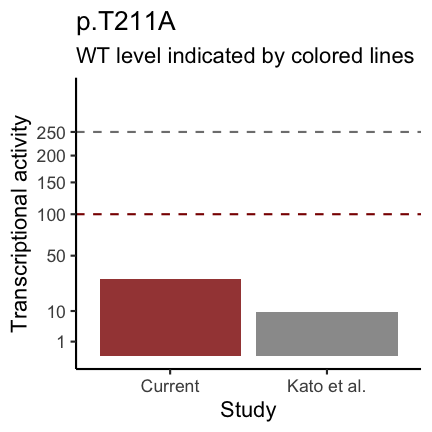 p.T211A
WT level indicated by colored lines
Transcriptional activity
250
200
150
100
50
10
1
Current
Kato et al.
Study